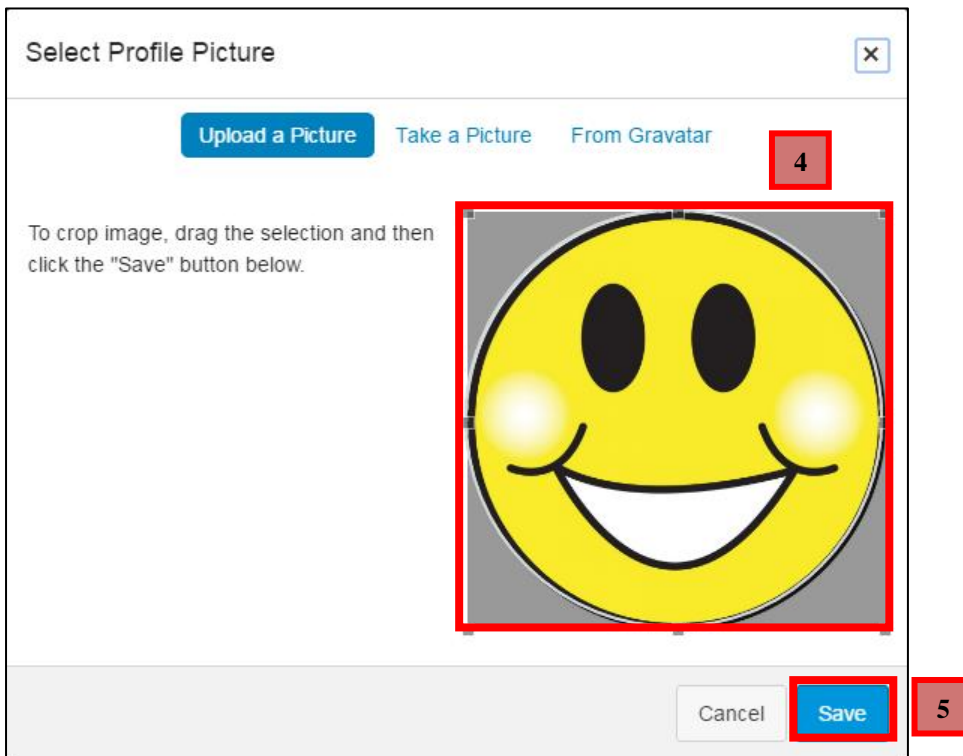 Select Profile Picture ×
Upload a Picture Take a Picture From Gravatar
4
To crop image, drag the selection and then
click the "Save" button below.
Cancel Save 5